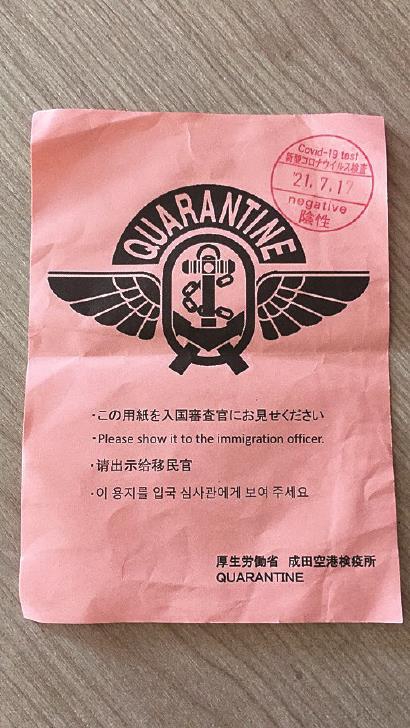 Covid-19 test
新型コロナウイルス検査
'21.7.17
negative
陰性
QUARANTINE
・この用紙を入国審査官にお見せください
・Please show it to the immigration officer.
・请出示给移民官
・이 용지를 입국 심사관에게 보여 주세요
厚生労働省 成田空港検疫所
QUARANTINE